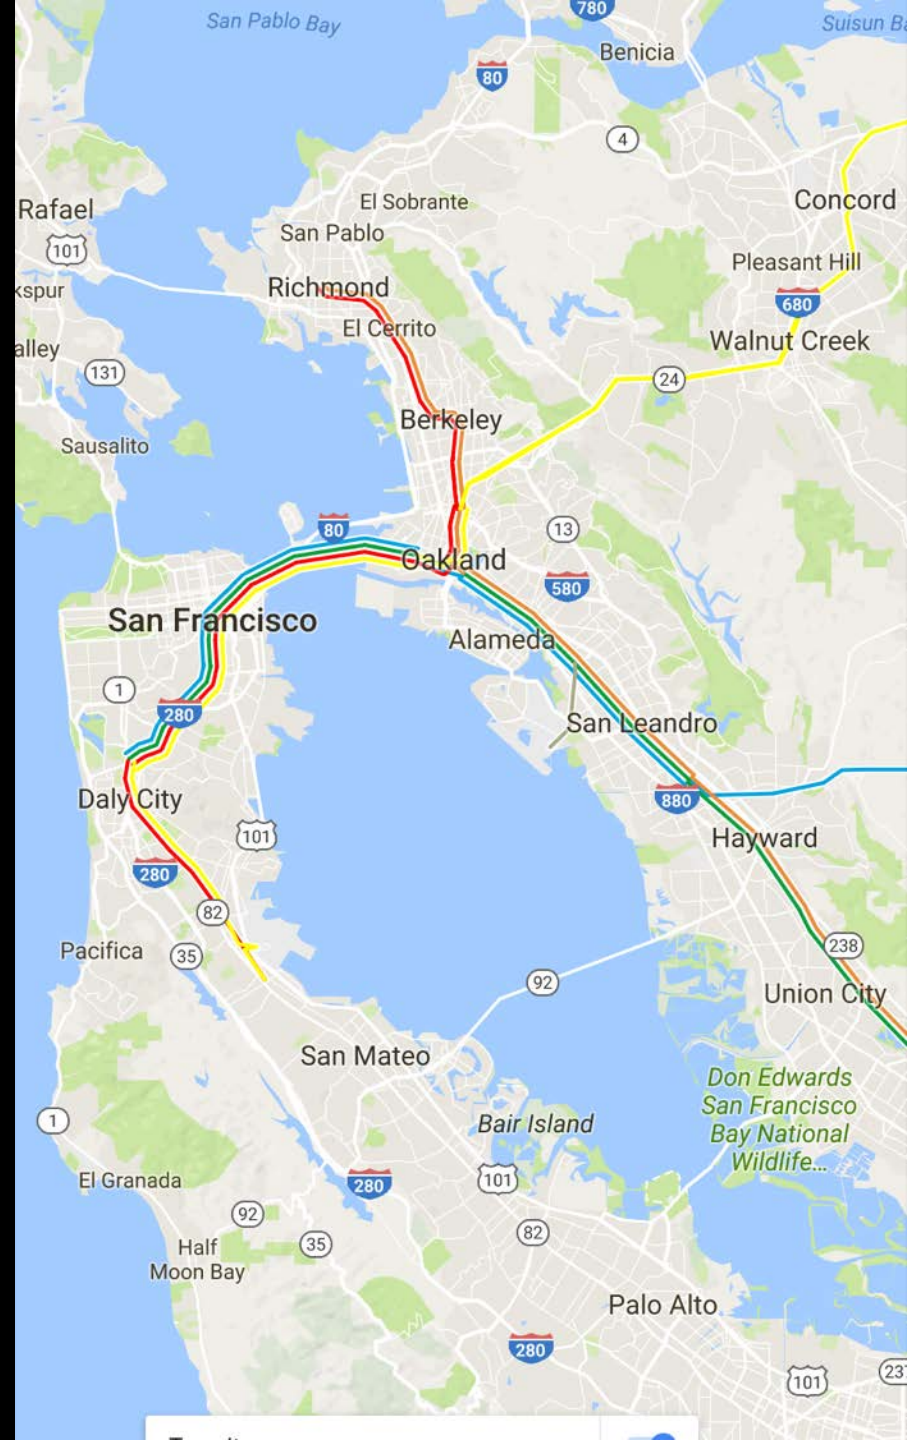 San Pablo Bay
780
Suisun Ba
Benicia
80
4
El Sobrante
Concord
Rafael
San Pablo
101
Pleasant Hill
Richmond
kspur
680
El Cerrito
Walnut Creek
alley
131
24
Berkeley
Sausalito
80
13
Oakland
580
San Francisco
Alameda
1
280
San Leandro
Daly City
880
101
Hayward
280
82
Pacifica
35
238
92
Union City
San Mateo
Don Edwards
San Francisco
Bay National
Wildlife...
1
Bair Island
El Granada
280
101
92
82
35
Half
Moon Bay
Palo Alto
280
101
237